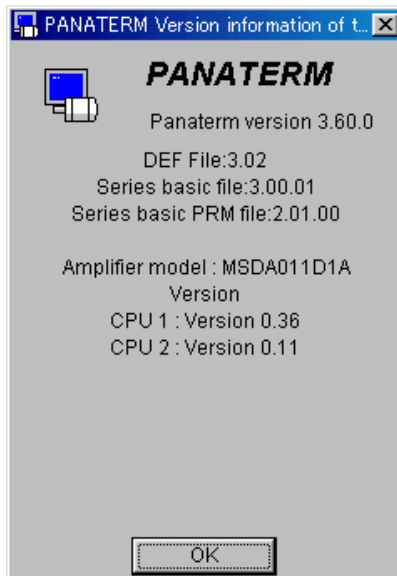 PANATERM Version information of t...
PANATERM
Panaterm version 3.60.0
DEF File:3.02
Series basic file:3.00.01
Series basic PRM file:2.01.00
Amplifier model : MSDA011D1A
Version
CPU 1 : Version 0.36
CPU 2 : Version 0.11
OK